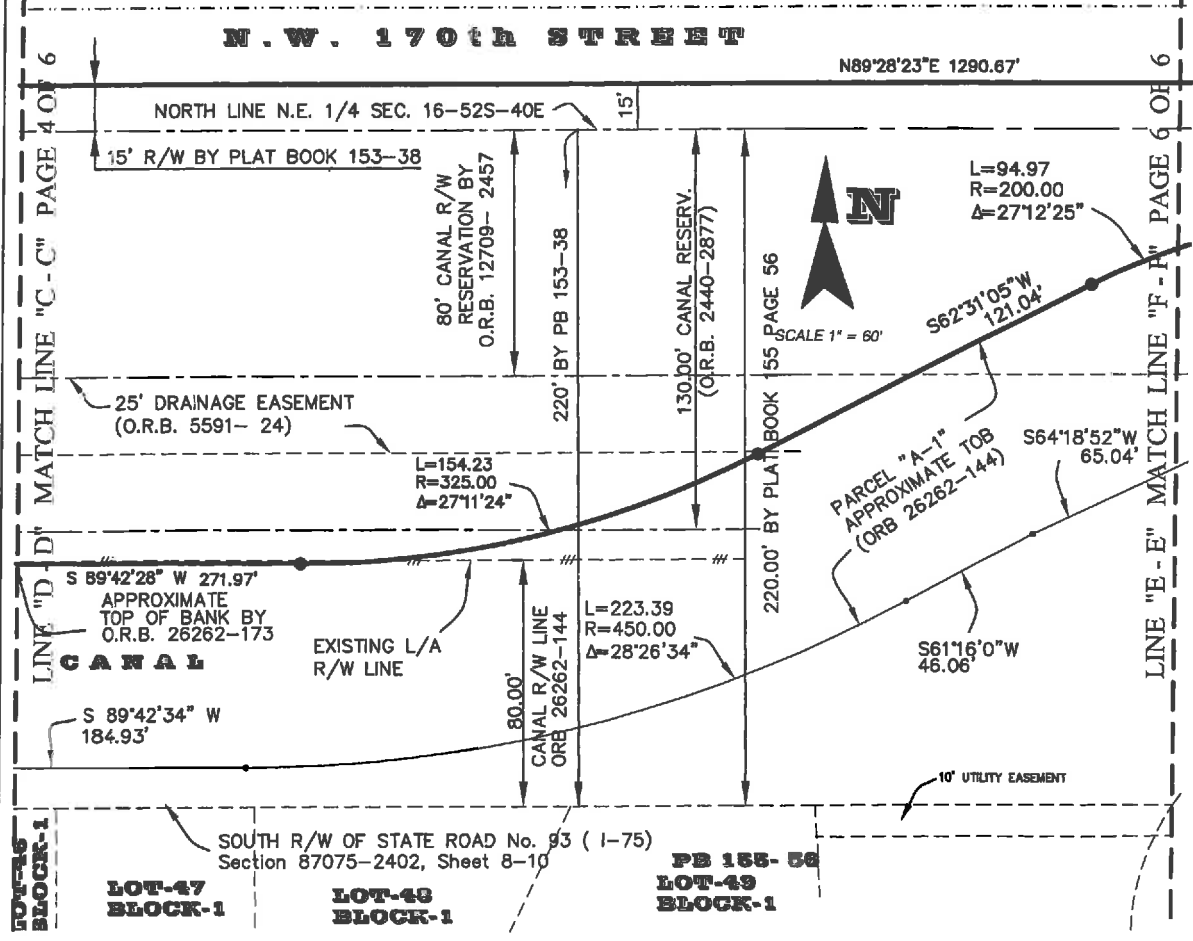 N.W. 170th STREET
N89°28'23"E 1290.67'
NORTH LINE N.E. 1/4 SEC. 16-52S-40E
15'
15' R/W BY PLAT BOOK 153-38
80' CANAL R/W
RESERVATION BY
O.R.B. 12709- 2457
220' BY PB 153-38
130.00' CANAL RESERV.
(O.R.B. 2440-2877)
220.00' BY PLAT BOOK 155 PAGE 56
N
SCALE 1" = 60'
L=94.97
R=200.00
Δ=27°12'25"
S62°31'05"W
121.04'
25' DRAINAGE EASEMENT
(O.R.B. 5591- 24)
L=154.23
R=325.00
Δ=27°11'24"
PARCEL "A-1"
APPROXIMATE TOB
(ORB 26262-144)
S64°18'52"W
65.04'
S 89°42'28" W 271.97'
APPROXIMATE
TOP OF BANK BY
O.R.B. 26262-173
CANAL
EXISTING L/A
R/W LINE
80.00'
CANAL R/W LINE
ORB 26262-144
L=223.39
R=450.00
Δ=28°26'34"
S61°16'0"W
46.06'
S 89°42'34" W
184.93'
10' UTILITY EASEMENT
SOUTH R/W OF STATE ROAD No. 93 ( I-75)
Section 87075-2402, Sheet 8-10
LOT-46
BLOCK-1
LOT-47
BLOCK-1
LOT-48
BLOCK-1
PB 155- 56
LOT-49
BLOCK-1
LINE "D-D" MATCH LINE "C-C" PAGE 4 OF 6
LINE "E-E" MATCH LINE "F-F" PAGE 6 OF 6